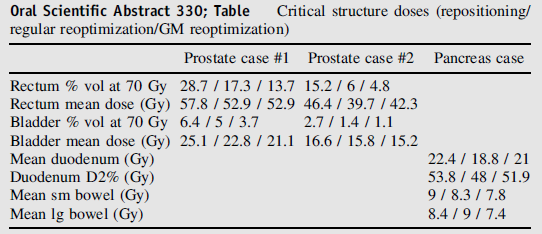 Oral Scientific Abstract 330; Table Critical structure doses (repositioning/
regular reoptimization/GM reoptimization)
Prostate case #1 Prostate case #2 Pancreas case
Rectum % vol at 70 Gy 28.7 / 17.3 / 13.7 15.2 / 6 / 4.8
Rectum mean dose (Gy) 57.8 / 52.9 / 52.9 46.4 / 39.7 / 42.3
Bladder % vol at 70 Gy 6.4 / 5 / 3.7 2.7 / 1.4 / 1.1
Bladder mean dose (Gy) 25.1 / 22.8 / 21.1 16.6 / 15.8 / 15.2
Mean duodenum (Gy) 22.4 / 18.8 / 21
Duodenum D2% (Gy) 53.8 / 48 / 51.9
Mean sm bowel (Gy) 9 / 8.3 / 7.8
Mean lg bowel (Gy) 8.4 / 9 / 7.4